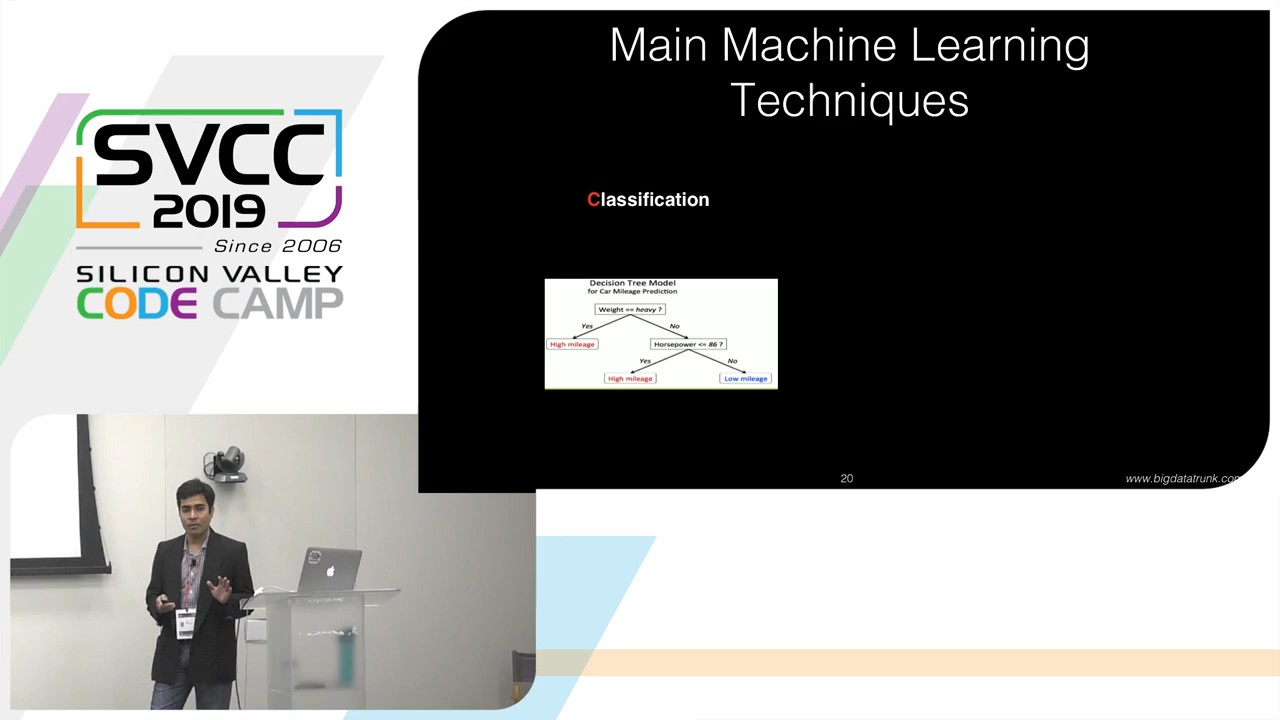 SVCC
2019
Since 2006
SILICON VALLEY
CODE CAMP
Main Machine Learning
Techniques
Classification
Decision Tree Model
for Car Mileage Prediction
Weight == heavy ?
Yes
No
High mileage
Horsepower <= 86 ?
Yes
No
High mileage
Low mileage
20
www.bigdatatrunk.com